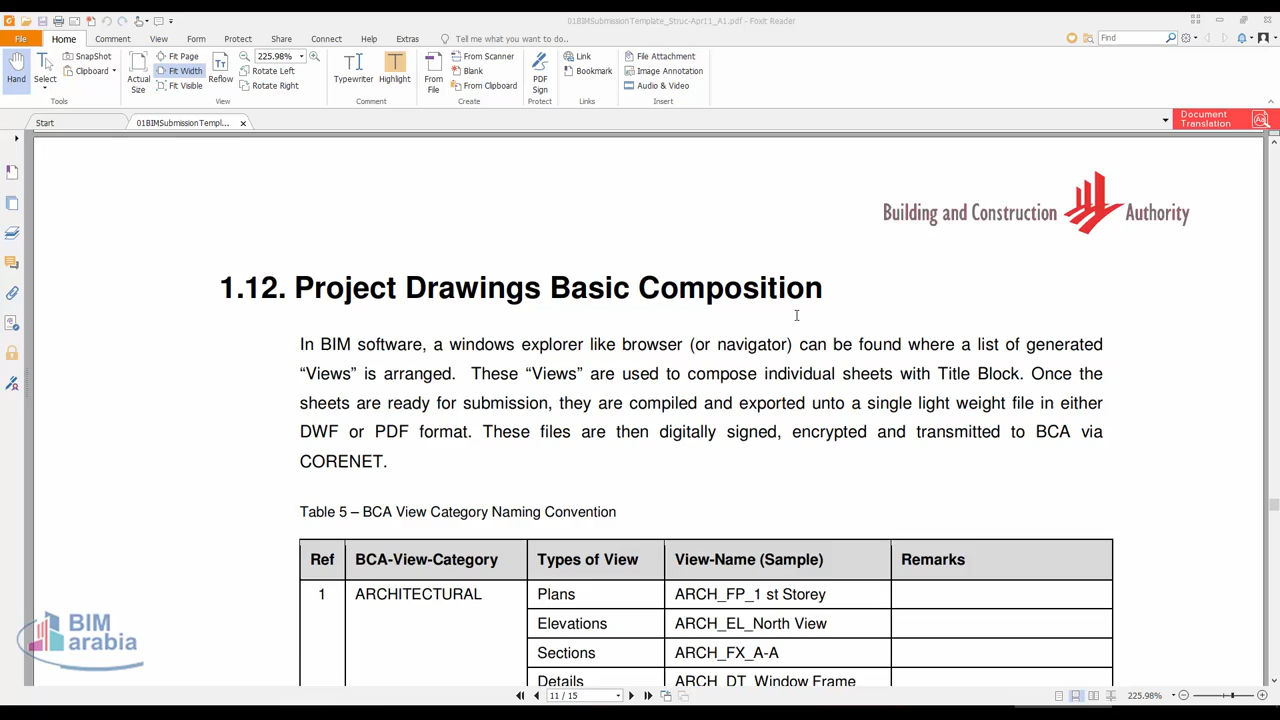 01BIMSubmissionTemplate_Struc-Apr11_A1.pdf - Foxit Reader
File Home Comment View Form Protect Share Connect Help Extras Tell me what you want to do.. Find
Hand
Select
SnapShot
Clipboard
Tools
Actual Size
Fit Page
Fit Width
Fit Visible
Reflow
225.98%
Rotate Left
Rotate Right
View
Typewriter
Highlight
Comment
From File
From Scanner
Blank
From Clipboard
Create
PDF Sign
Protect
Link
Bookmark
Links
File Attachment
Image Annotation
Audio & Video
Insert
Start 01BIMSubmissionTempl...
Document Translation
Building and Construction Authority
1.12. Project Drawings Basic Composition
In BIM software, a windows explorer like browser (or navigator) can be found where a list of generated
“Views” is arranged. These “Views” are used to compose individual sheets with Title Block. Once the
sheets are ready for submission, they are compiled and exported unto a single light weight file in either
DWF or PDF format. These files are then digitally signed, encrypted and transmitted to BCA via
CORENET.
Table 5 – BCA View Category Naming Convention
Ref BCA-View-Category Types of View View-Name (Sample) Remarks
1 ARCHITECTURAL Plans ARCH_FP_1 st Storey
Elevations ARCH_EL_North View
Sections ARCH_FX_A-A
Details ARCH_DT_Window Frame
BIM
arabia
11 / 15
225.98%